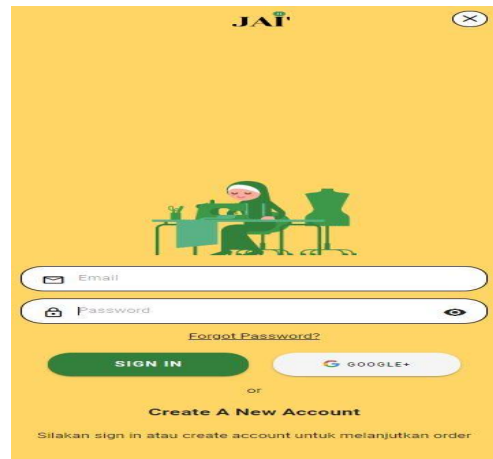 JAI'
Email
Password
Forgot Password?
SIGN IN
GOOGLE+
or
Create A New Account
Silakan sign in atau create account untuk melanjutkan order